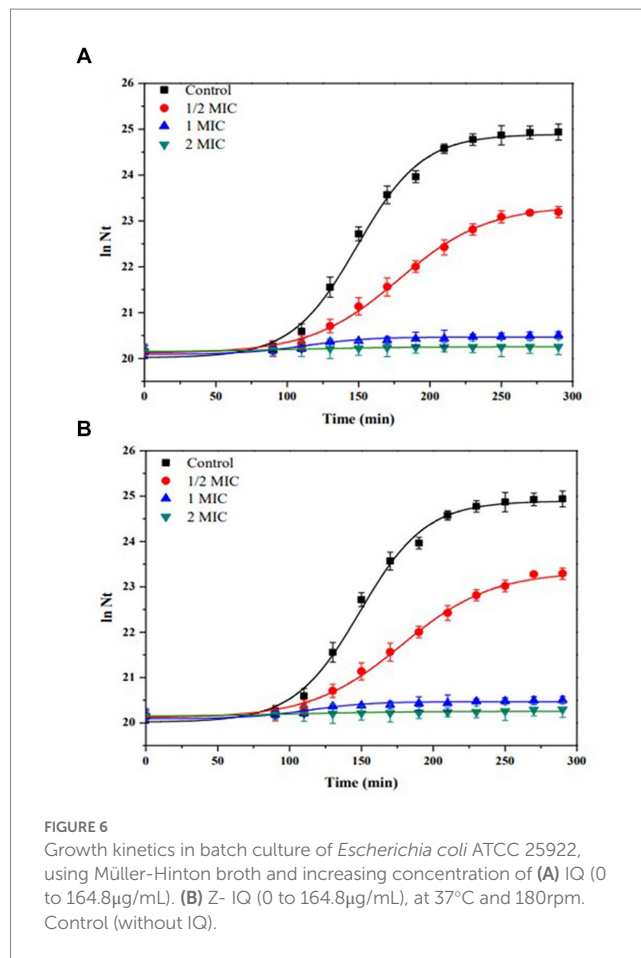 A
26
25
24
23
22
21
20
ln Nt
Control
1/2 MIC
1 MIC
2 MIC
0 50 100 150 200 250 300
Time (min)
B
26
25
24
23
22
21
20
ln Nt
Control
1/2 MIC
1 MIC
2 MIC
0 50 100 150 200 250 300
Time (min)
FIGURE 6
Growth kinetics in batch culture of Escherichia coli ATCC 25922,
using Müller-Hinton broth and increasing concentration of (A) IQ (0
to 164.8μg/mL). (B) Z- IQ (0 to 164.8μg/mL), at 37°C and 180rpm.
Control (without IQ).